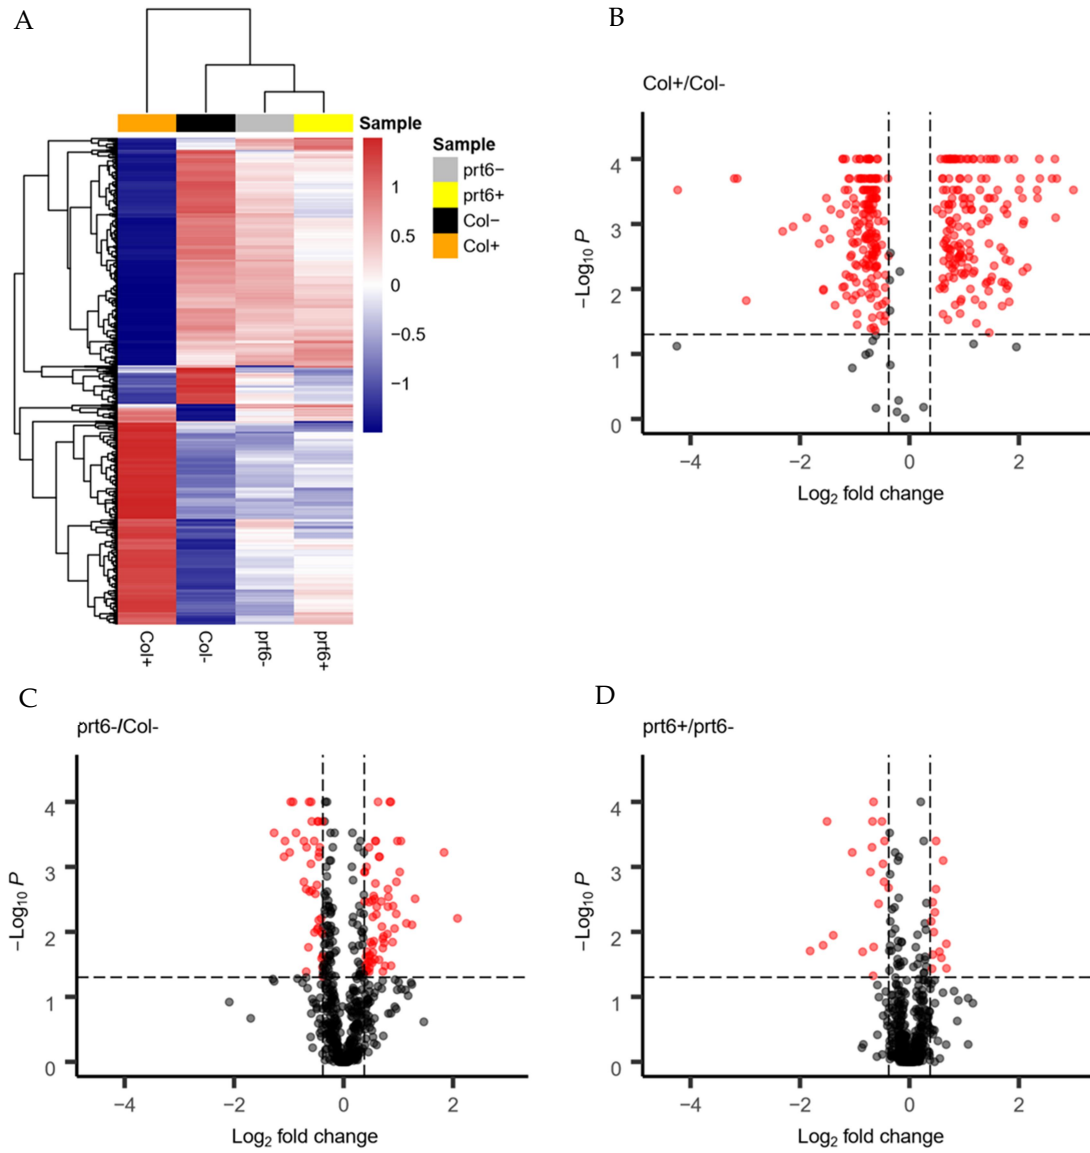 A
Sample
1
0.5
0
−0.5
−1
Sample
prt6−
prt6+
Col−
Col+
Col+
Col-
prt6-
prt6+
B
Col+/Col-
4
3
2
1
0
−Log10 P
−4
−2
0
2
Log2 fold change
C
prt6-/Col-
4
3
2
1
0
−Log10 P
−4
−2
0
2
Log2 fold change
D
prt6+/prt6-
4
3
2
1
0
−Log10 P
−4
−2
0
2
Log2 fold change